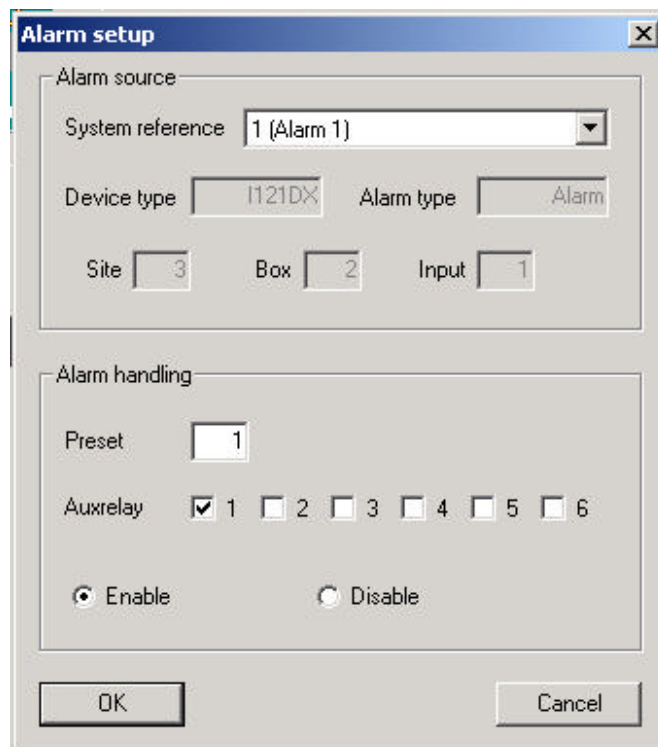 Alarm setup
Alarm source
System reference 1 (Alarm 1)
Device type I121DX Alarm type Alarm
Site 3 Box 2 Input 1
Alarm handling
Preset 1
Auxrelay 1 2 3 4 5 6
Enable Disable
OK Cancel